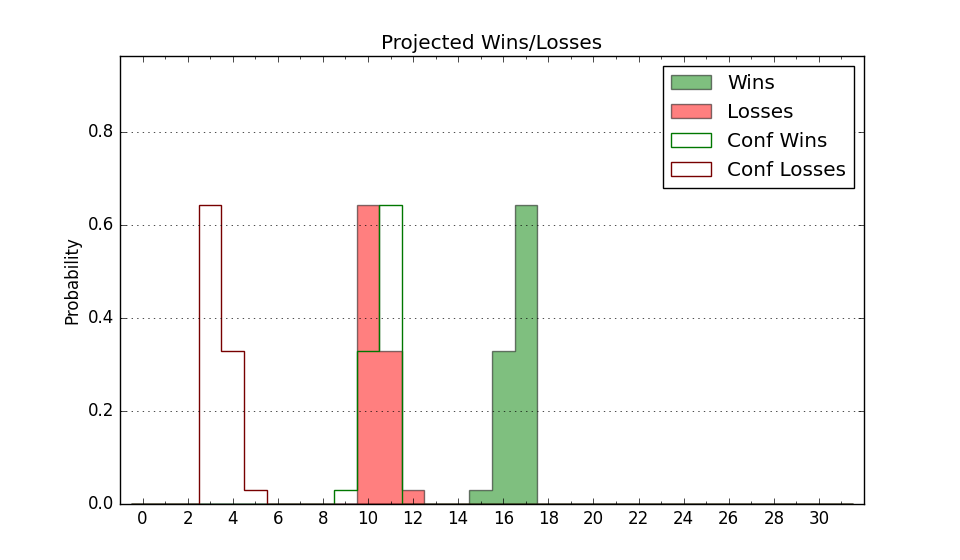 Projected Wins/Losses
Wins
Losses
Conf Wins
Conf Losses
Probability
0.8
0.6
0.4
0.2
0.0
0 2 4 6 8 10 12 14 16 18 20 22 24 26 28 30